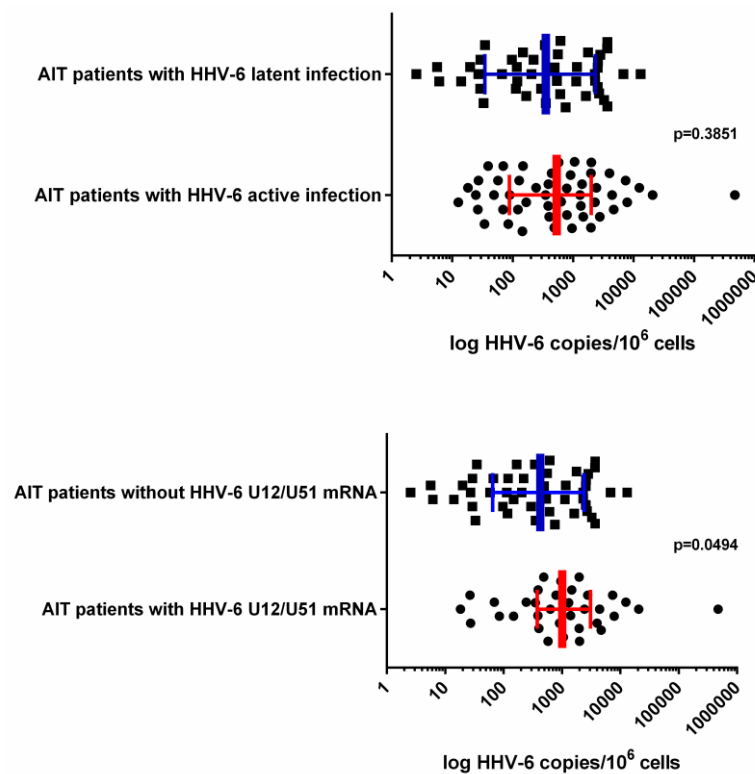 AIT patients with HHV-6 latent infection
p=0.3851
AIT patients with HHV-6 active infection
1 10 100 1000 10000 100000 1000000
log HHV-6 copies/10⁶ cells
AIT patients without HHV-6 U12/U51 mRNA
p=0.0494
AIT patients with HHV-6 U12/U51 mRNA
1 10 100 1000 10000 100000 1000000
log HHV-6 copies/10⁶ cells